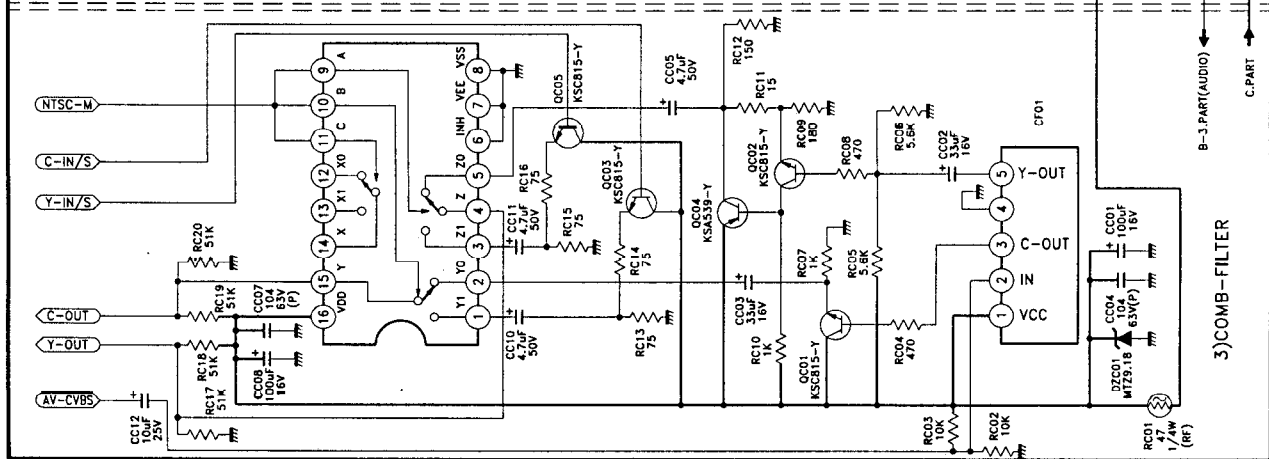 NTSC-M
C-IN/S
Y-IN/S
C-OUT
Y-OUT
AV-CVBS
CC12
10uF
25V
RC20
51K
RC19
51K
RC18
51K
RC17
51K
CC07
104
63V
(P)
CC08
100uF
16V
9
A
10
B
11
C
12
X0
13
X1
14
X
15
Y
16
VDD
8
VSS
7
VEE
6
INH
5
Z0
4
Z
3
Z1
2
Y0
1
Y1
QC05
KSC815-Y
RC16
75
CC11
4.7uF
50V
RC15
75
QC03
KSC815-Y
RC14
75
RC13
75
CC10
4.7uF
50V
CC05
4.7uF
50V
RC12
150
RC11
15
RC09
180
QC02
KSC815-Y
QC04
KSA539-Y
RC08
470
RC06
5.6K
CC02
33uF
16V
RC07
1K
RC05
5.6K
CC03
33uF
16V
RC10
1K
QC01
KSC815-Y
RC04
470
RC03
10K
RC02
10K
CF01
5
Y-OUT
4
3
C-OUT
2
IN
1
VCC
CC01
100uF
16V
CC04
104
63V(P)
DZC01
MTZ9.1B
RC01
47
1/4W
(RF)
B-3.PART(AUDIO)
C.PART
3)COMB-FILTER